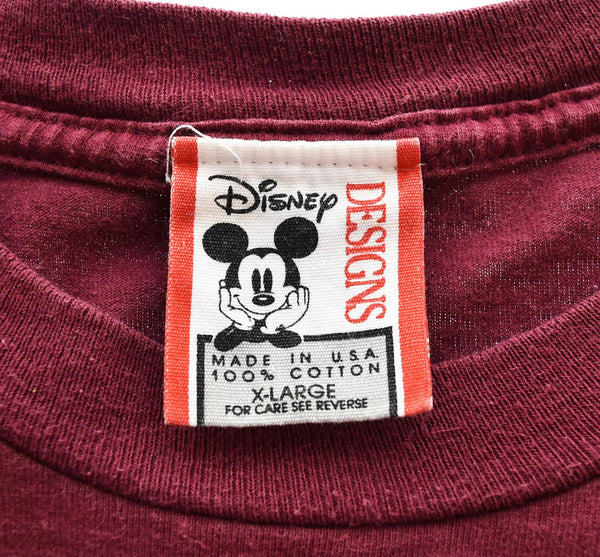 Disney
DESIGNS
MADE IN U.S.A.
100% COTTON
X-LARGE
FOR CARE SEE REVERSE